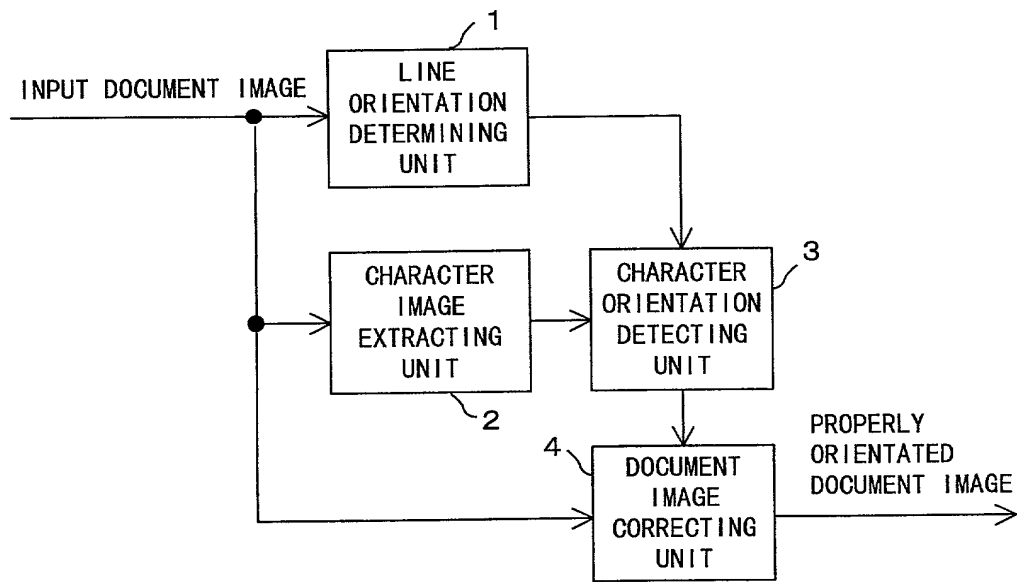 1
INPUT DOCUMENT IMAGE
LINE
ORIENTATION
DETERMINING
UNIT
CHARACTER
IMAGE
EXTRACTING
UNIT
2
3
CHARACTER
ORIENTATION
DETECTING
UNIT
4
DOCUMENT
IMAGE
CORRECTING
UNIT
PROPERLY
ORIENTATED
DOCUMENT IMAGE